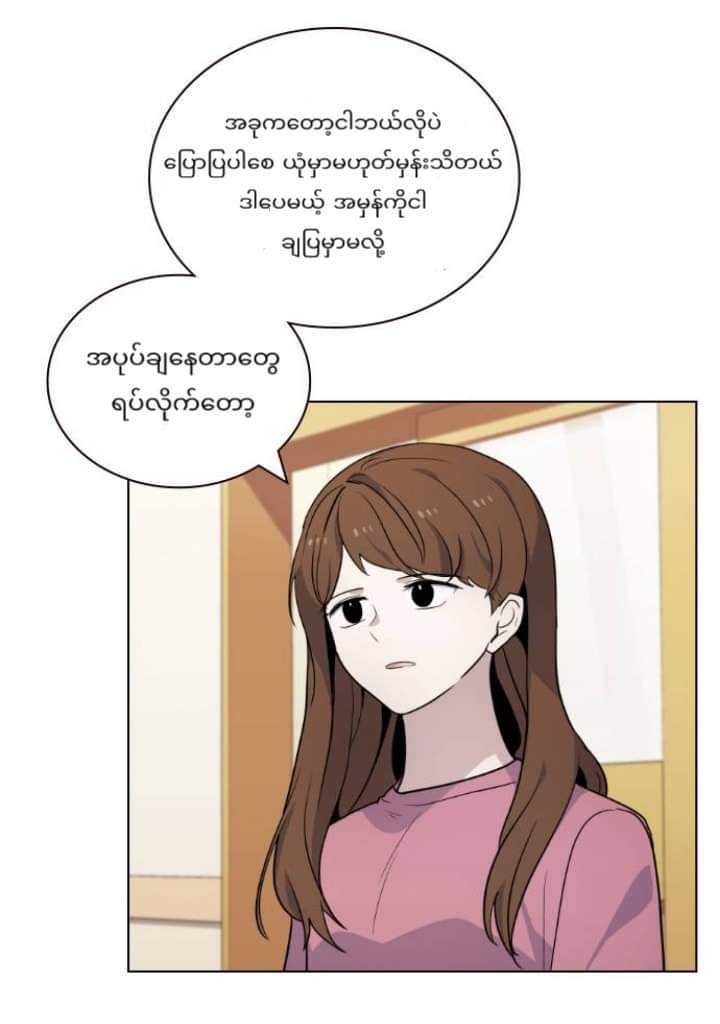 အခုကတော့ငါဘယ်လိုပဲ
ပြောပြပါစေ ယုံမှာမဟုတ်မှန်းသိတယ်
ဒါပေမယ့် အမှန်ကိုငါ
ချပြမှာမလို့
အပုပ်ချနေတာတွေ
ရပ်လိုက်တော့